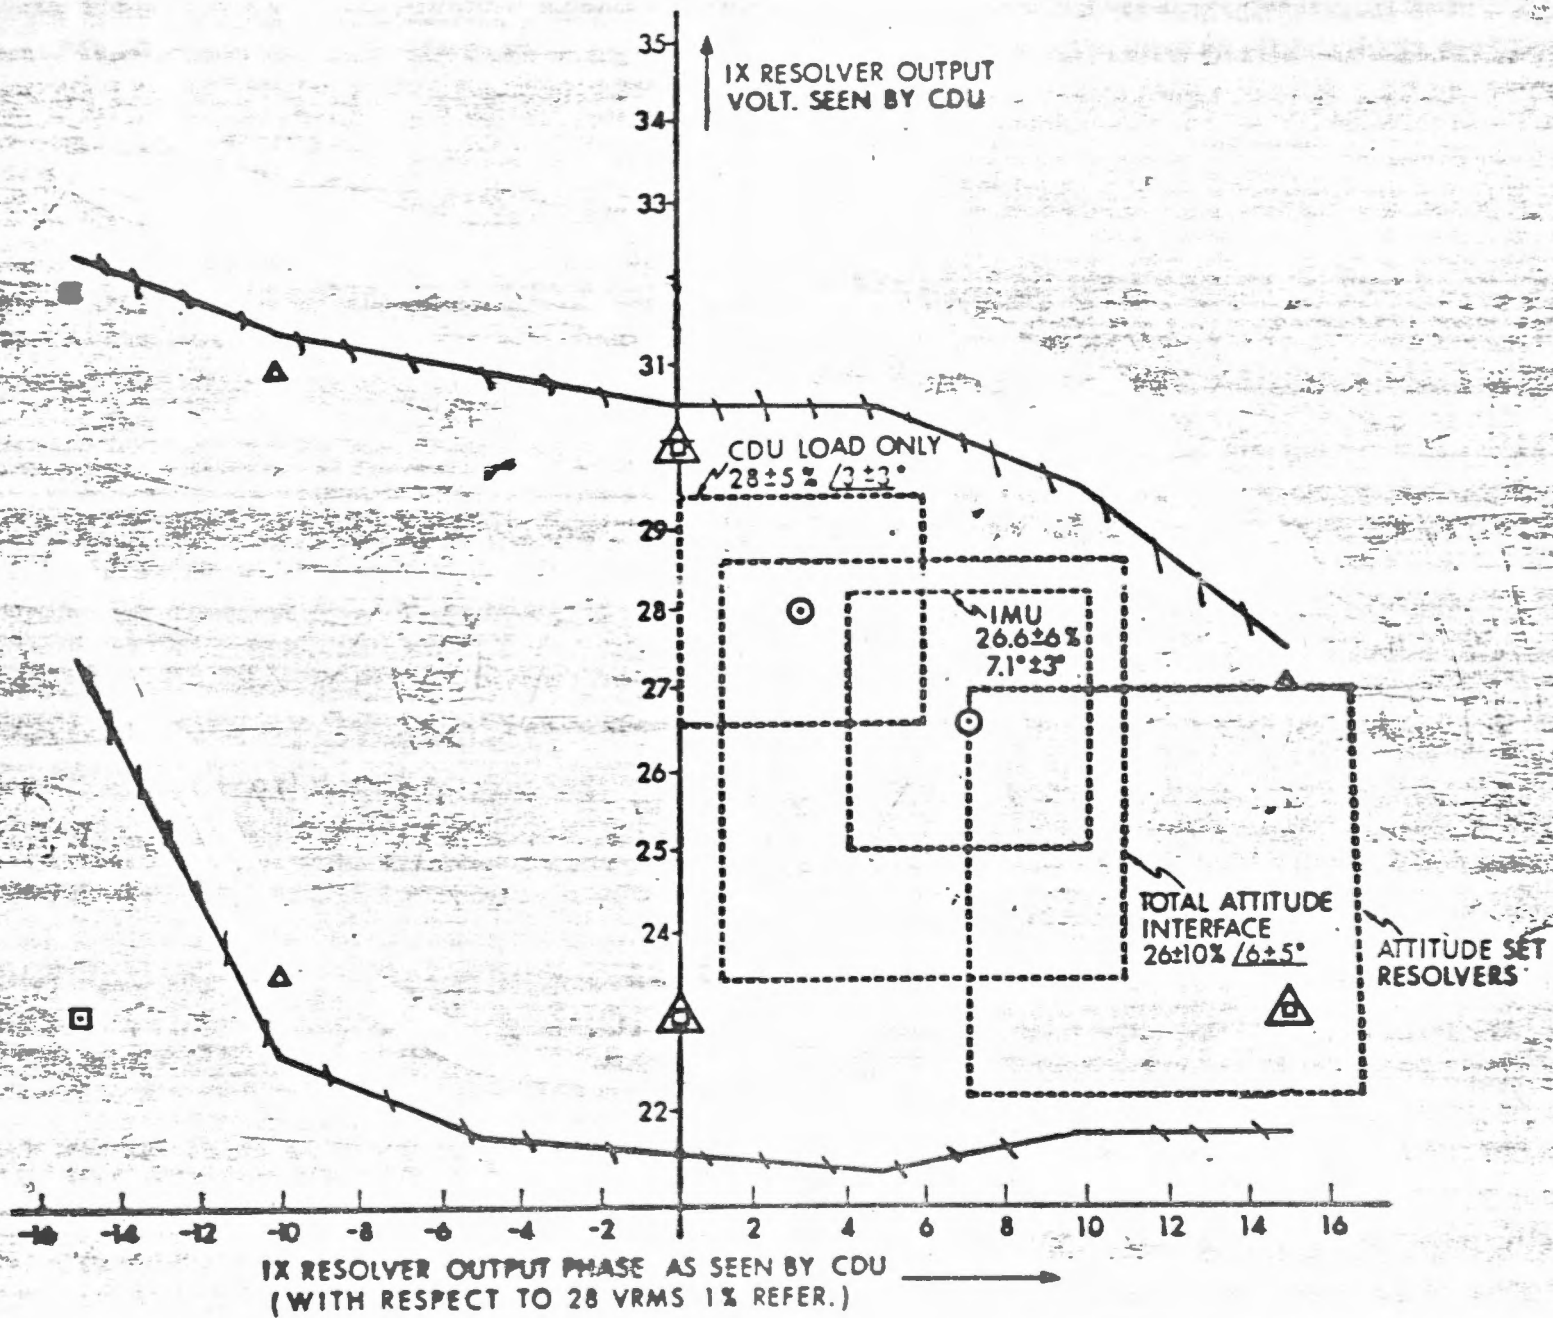 35
IX RESOLVER OUTPUT
VOLT. SEEN BY CDU
34
33
31
CDU LOAD ONLY
28±5% /3±3°
29
28
IMU
26.6±6%
7.1°±3°
27
26
25
TOTAL ATTITUDE
INTERFACE
26±10% /6±5°
24
ATTITUDE SET
RESOLVERS
22
-14 -12 -10 -8 -6 -4 -2 2 4 6 8 10 12 14 16
IX RESOLVER OUTPUT PHASE AS SEEN BY CDU
(WITH RESPECT TO 28 VRMS 1% REFER.)